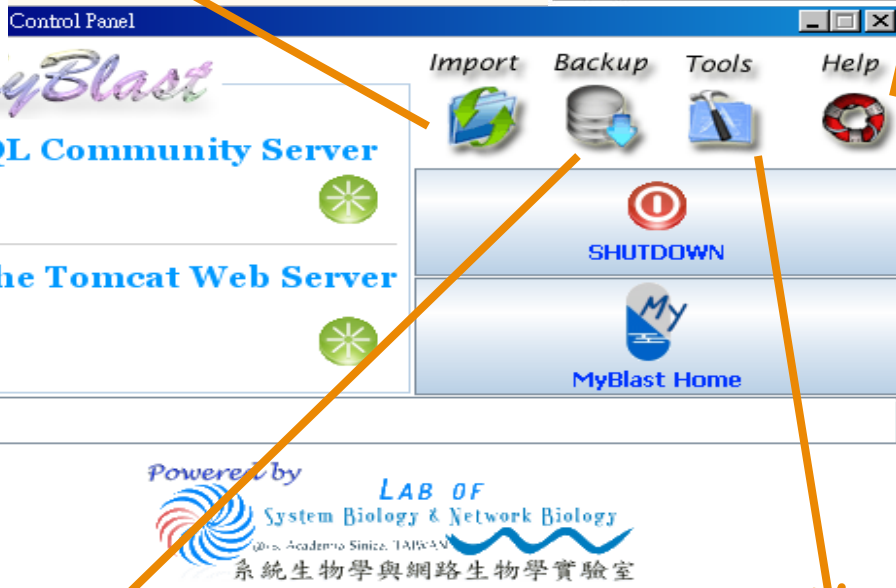 Control Panel
yBlast
Import Backup Tools Help
QL Community Server
SHUTDOWN
he Tomcat Web Server
My
MyBlast Home
Powered by
LAB OF
System Biology & Network Biology
Academia Sinica, TAIWAN
系統生物學與網路生物學實驗室